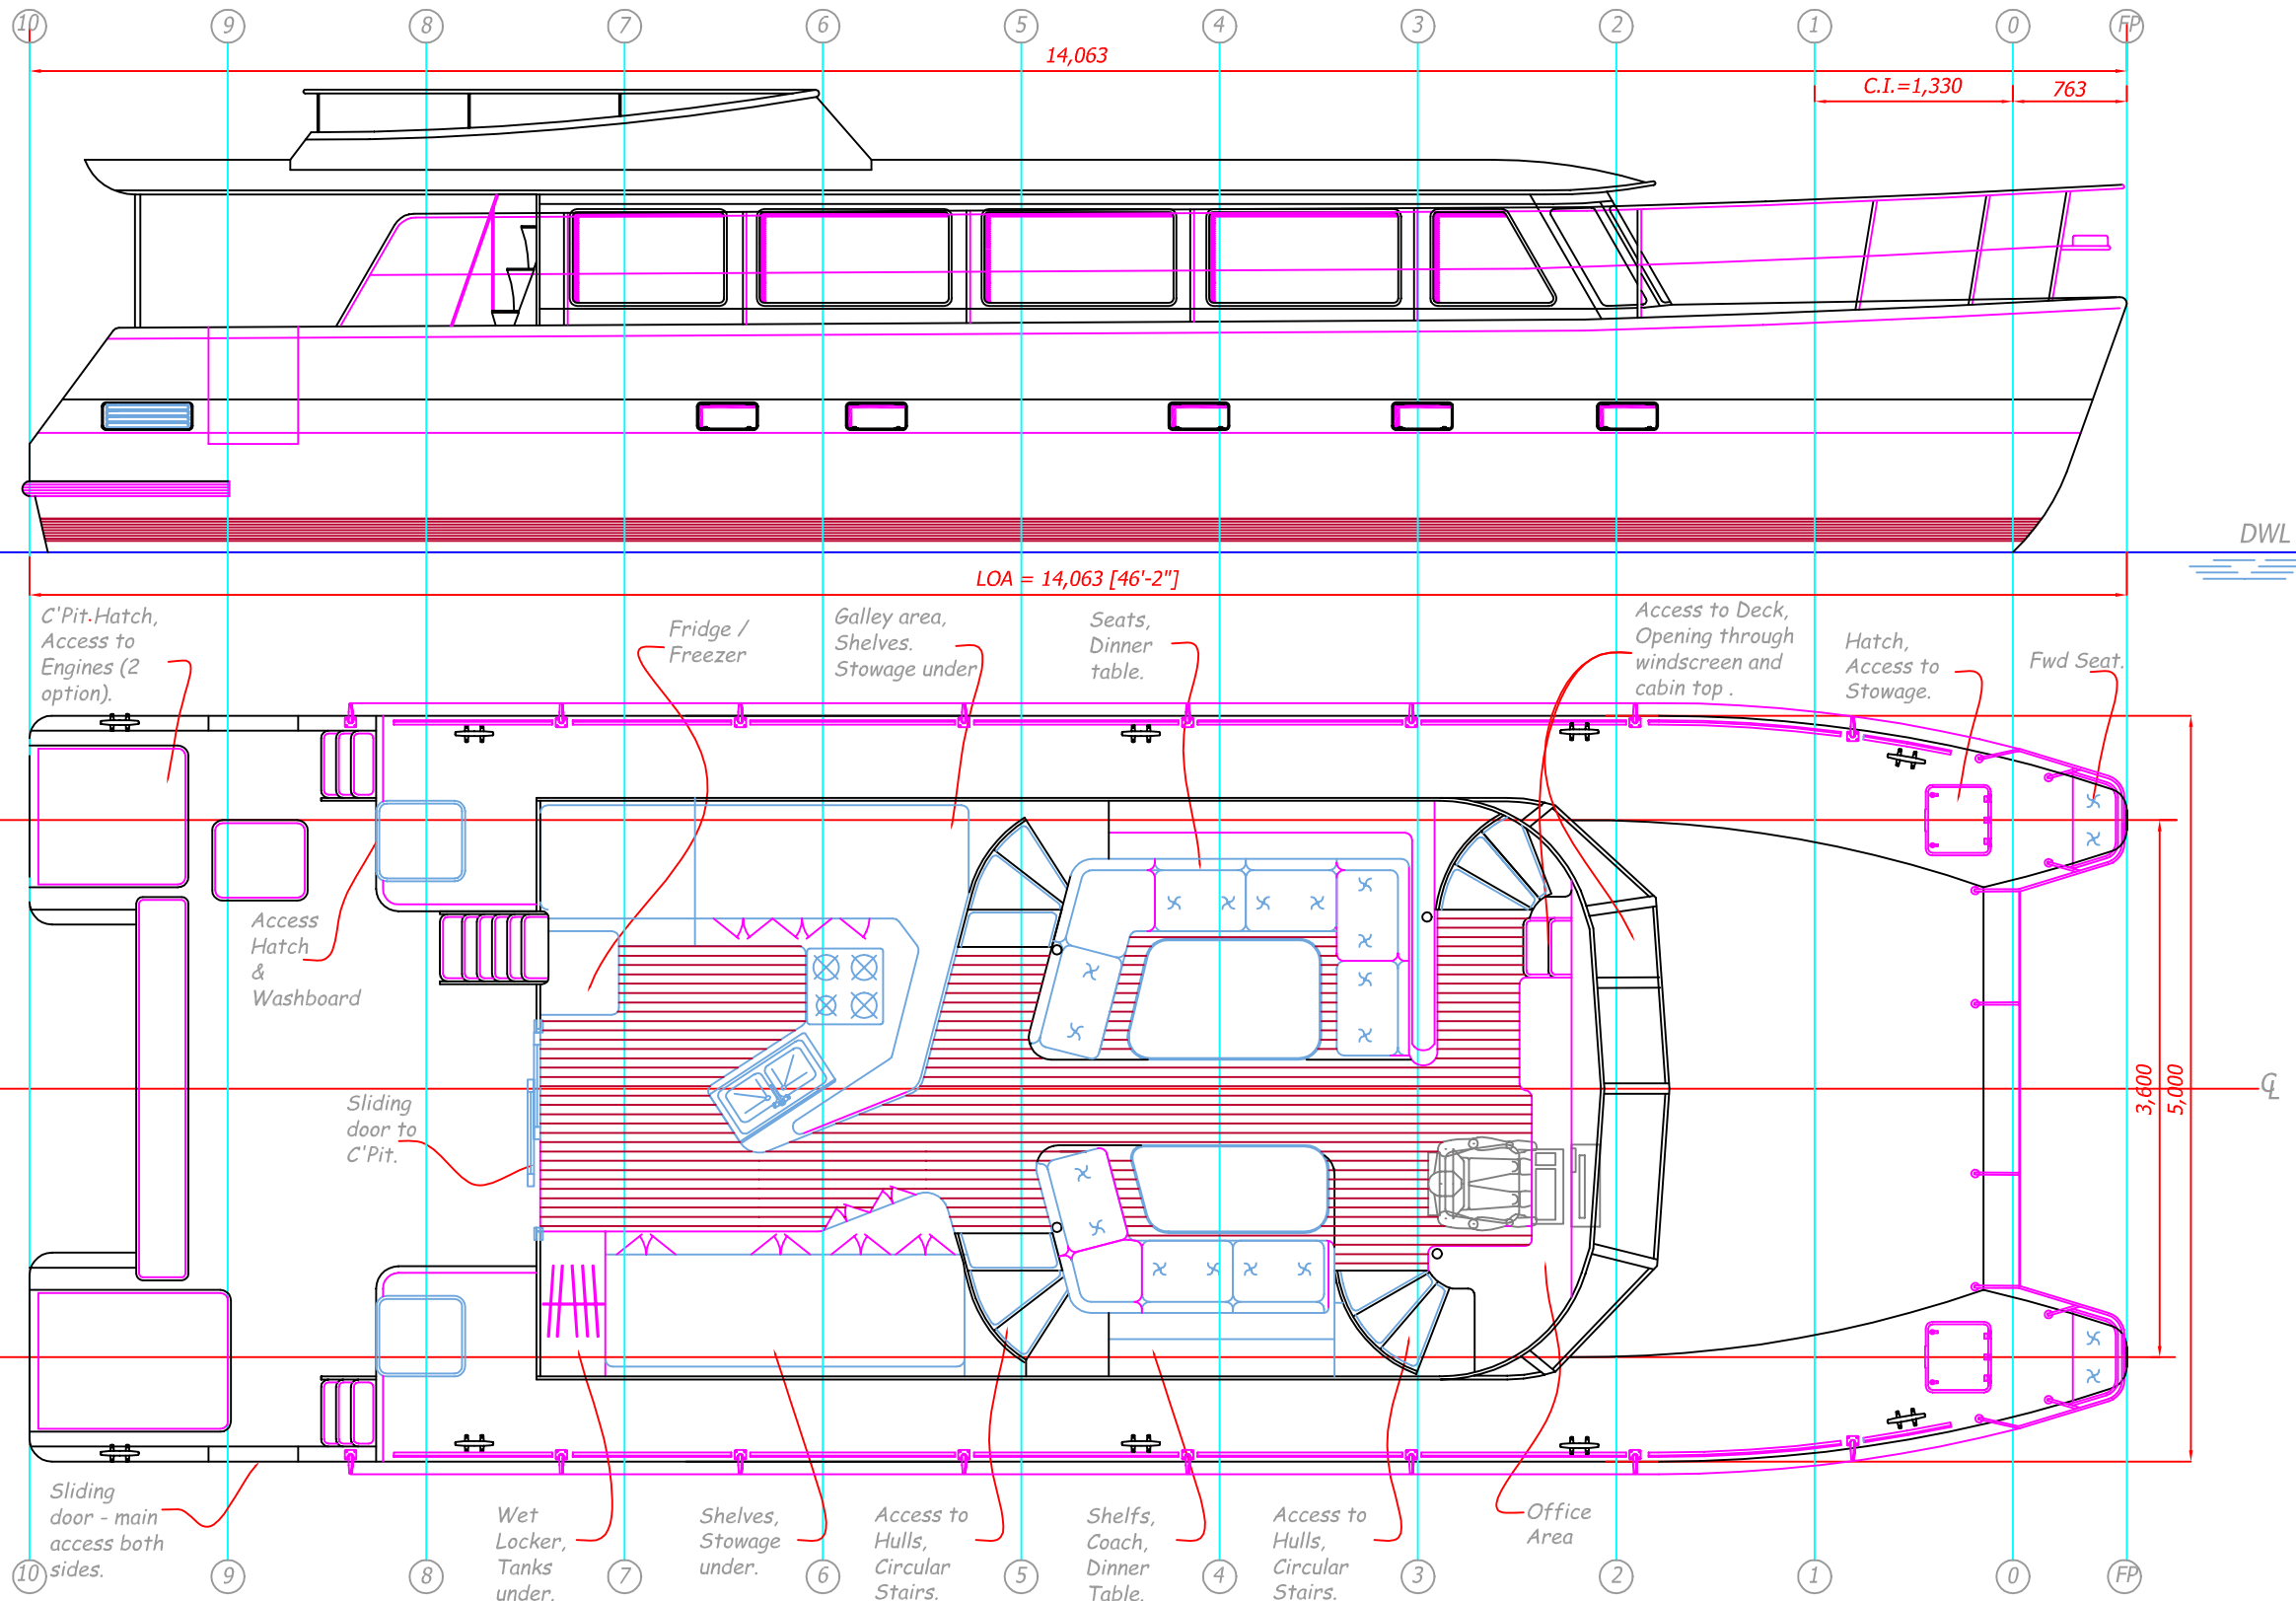 10 9 8 7 6 5 4 3 2 1 0 FP
14,063
C.I.=1,330
763
DWL
LOA = 14,063 [46'-2"]
C'Pit.Hatch,
Access to
Engines (2
option).
Fridge /
Freezer
Galley area,
Shelves.
Stowage under
Seats,
Dinner
table.
Access to Deck,
Opening through
windscreen and
cabin top .
Hatch,
Access to
Stowage.
Fwd Seat.
Access
Hatch
&
Washboard
Sliding
door to
C'Pit.
3,600
5,000
CL
Sliding
door - main
access both
sides.
Wet
Locker,
Tanks
under.
Shelves,
Stowage
under.
Access to
Hulls,
Circular
Stairs.
Shelfs,
Coach,
Dinner
Table.
Access to
Hulls,
Circular
Stairs.
Office
Area
10 9 8 7 6 5 4 3 2 1 0 FP